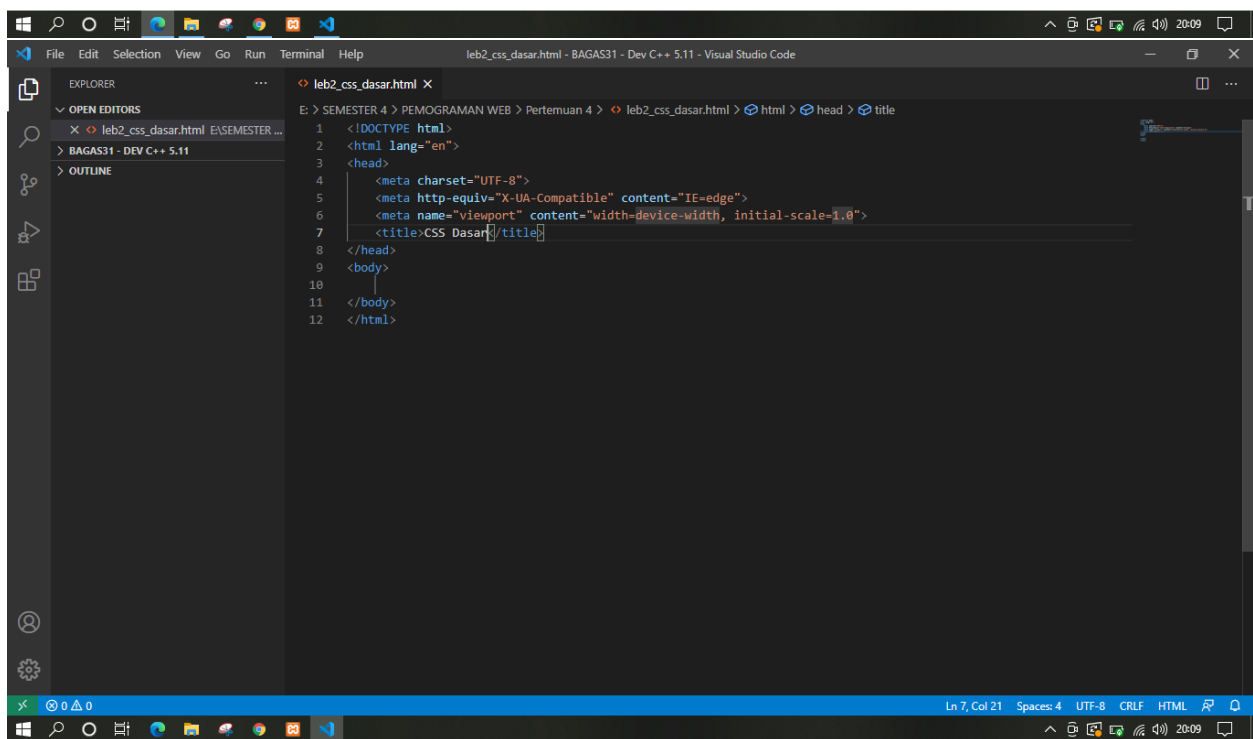 20:09
File Edit Selection View Go Run Terminal Help leb2_css_dasar.html - BAGAS31 - Dev C++ 5.11 - Visual Studio Code
EXPLORER ··· leb2_css_dasar.html
OPEN EDITORS E: > SEMESTER 4 > PEMOGRAMAN WEB > Pertemuan 4 > leb2_css_dasar.html > html > head > title
leb2_css_dasar.html E:\SEMESTER ...
BAGAS31 - DEV C++ 5.11
OUTLINE
1 <!DOCTYPE html>
2 <html lang="en">
3 <head>
4 <meta charset="UTF-8">
5 <meta http-equiv="X-UA-Compatible" content="IE=edge">
6 <meta name="viewport" content="width=device-width, initial-scale=1.0">
7 <title>CSS Dasar</title>
8 </head>
9 <body>
10
11 </body>
12 </html>
0 0 Ln 7, Col 21 Spaces: 4 UTF-8 CRLF HTML
20:09